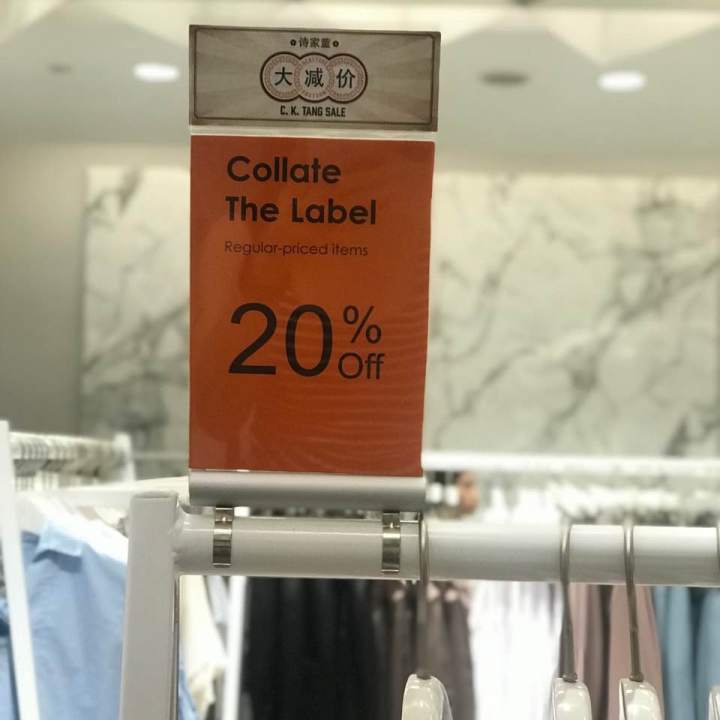 诗家董
大减价
C. K. TANG SALE
Collate
The Label
Regular-priced items
20% Off